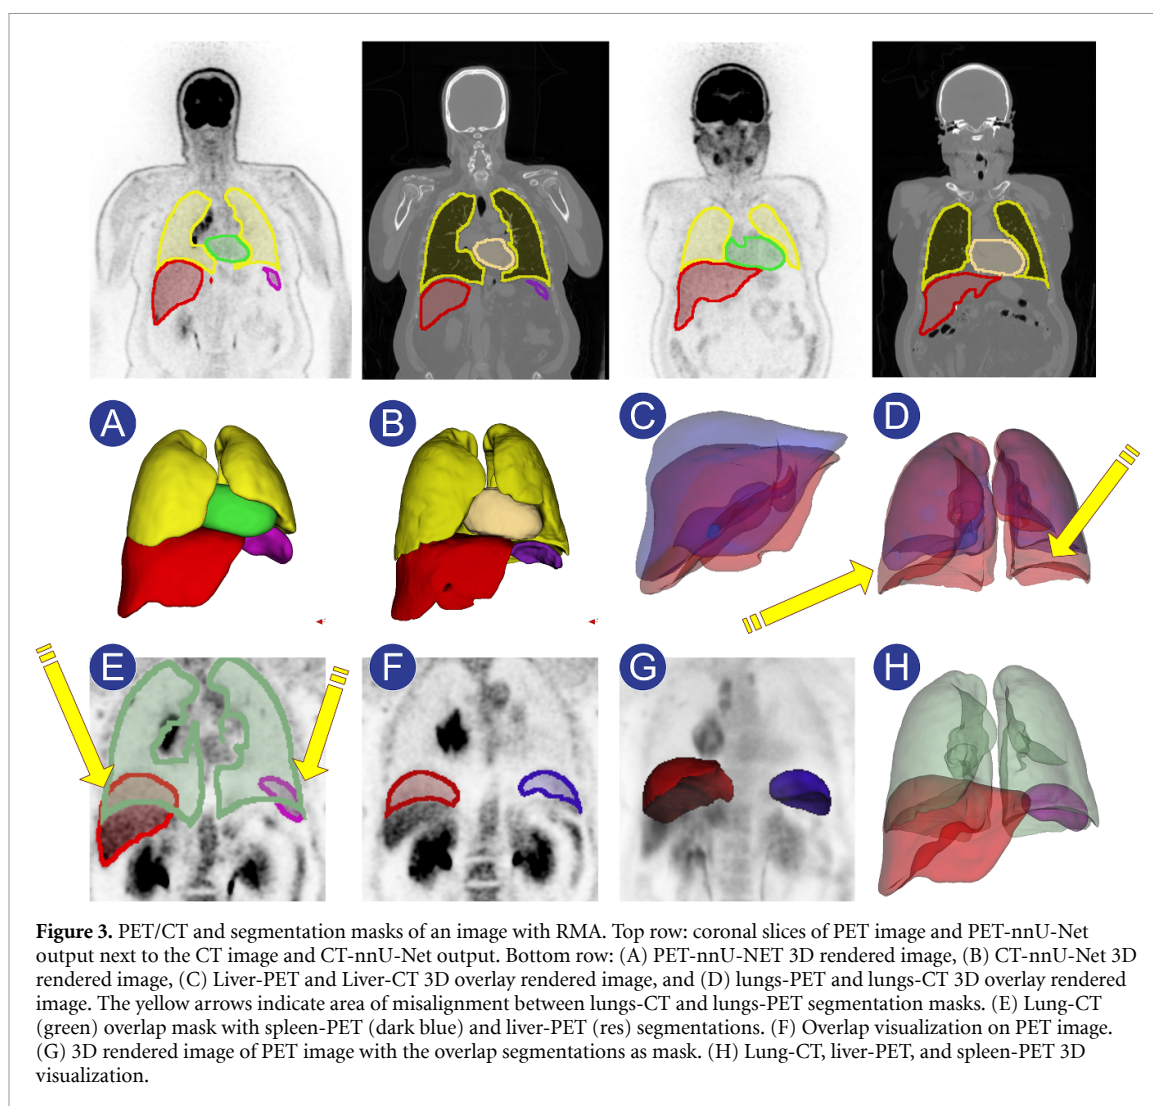 A
B
C
D
E
F
G
H
Figure 3. PET/CT and segmentation masks of an image with RMA. Top row: coronal slices of PET image and PET-nnU-Net
output next to the CT image and CT-nnU-Net output. Bottom row: (A) PET-nnU-NET 3D rendered image, (B) CT-nnU-Net 3D
rendered image, (C) Liver-PET and Liver-CT 3D overlay rendered image, and (D) lungs-PET and lungs-CT 3D overlay rendered
image. The yellow arrows indicate area of misalignment between lungs-CT and lungs-PET segmentation masks. (E) Lung-CT
(green) overlap mask with spleen-PET (dark blue) and liver-PET (res) segmentations. (F) Overlap visualization on PET image.
(G) 3D rendered image of PET image with the overlap segmentations as mask. (H) Lung-CT, liver-PET, and spleen-PET 3D
visualization.